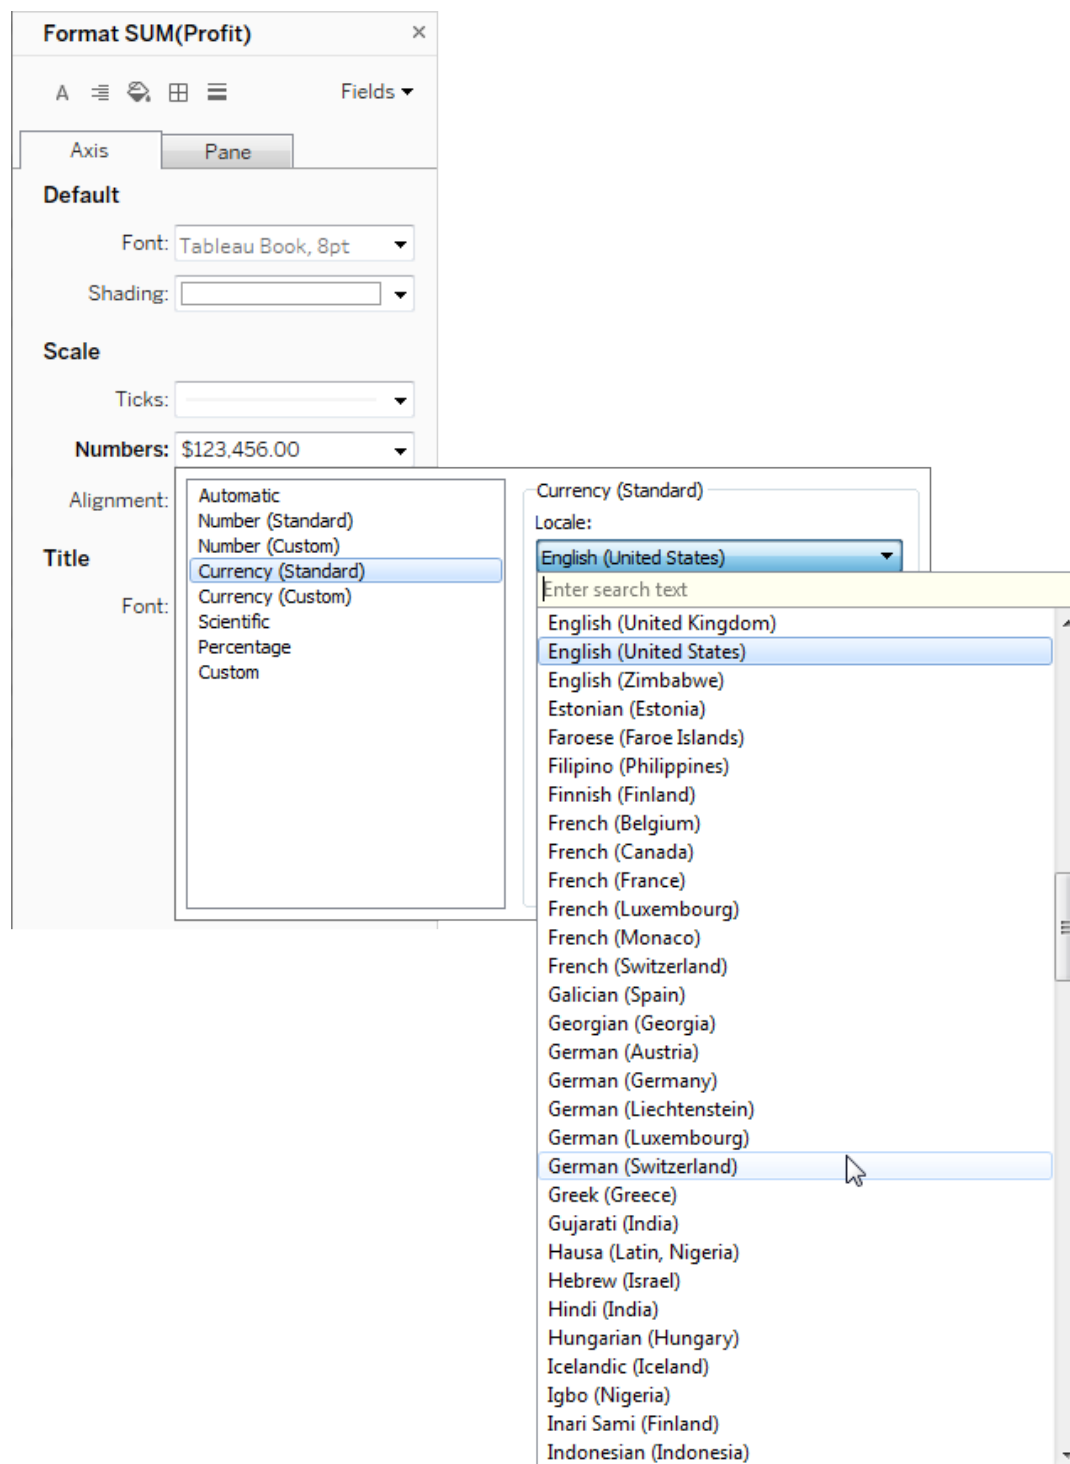 Format SUM(Profit)
A
Fields
Axis
Pane
Default
Font: Tableau Book, 8pt
Shading:
Scale
Ticks:
Numbers: $123,456.00
Alignment:
Title
Font:
Automatic
Number (Standard)
Number (Custom)
Currency (Standard)
Currency (Custom)
Scientific
Percentage
Custom
Currency (Standard)
Locale:
English (United States)
Enter search text
English (United Kingdom)
English (United States)
English (Zimbabwe)
Estonian (Estonia)
Faroese (Faroe Islands)
Filipino (Philippines)
Finnish (Finland)
French (Belgium)
French (Canada)
French (France)
French (Luxembourg)
French (Monaco)
French (Switzerland)
Galician (Spain)
Georgian (Georgia)
German (Austria)
German (Germany)
German (Liechtenstein)
German (Luxembourg)
German (Switzerland)
Greek (Greece)
Gujarati (India)
Hausa (Latin, Nigeria)
Hebrew (Israel)
Hindi (India)
Hungarian (Hungary)
Icelandic (Iceland)
Igbo (Nigeria)
Inari Sami (Finland)
Indonesian (Indonesia)